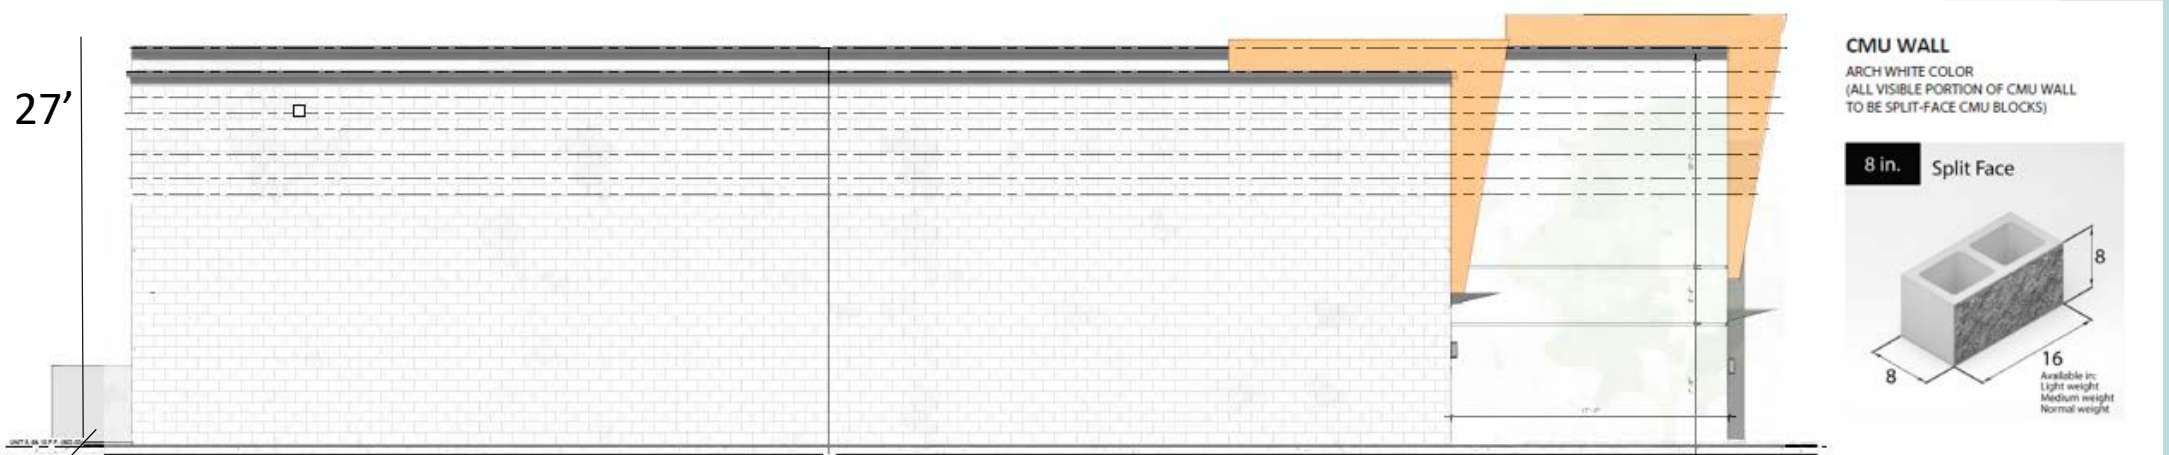 27'
CMU WALL
ARCH WHITE COLOR
(ALL VISIBLE PORTION OF CMU WALL
TO BE SPLIT-FACE CMU BLOCKS)
8 in.
Split Face
8
16
8
Available in:
Light weight
Medium weight
Normal weight